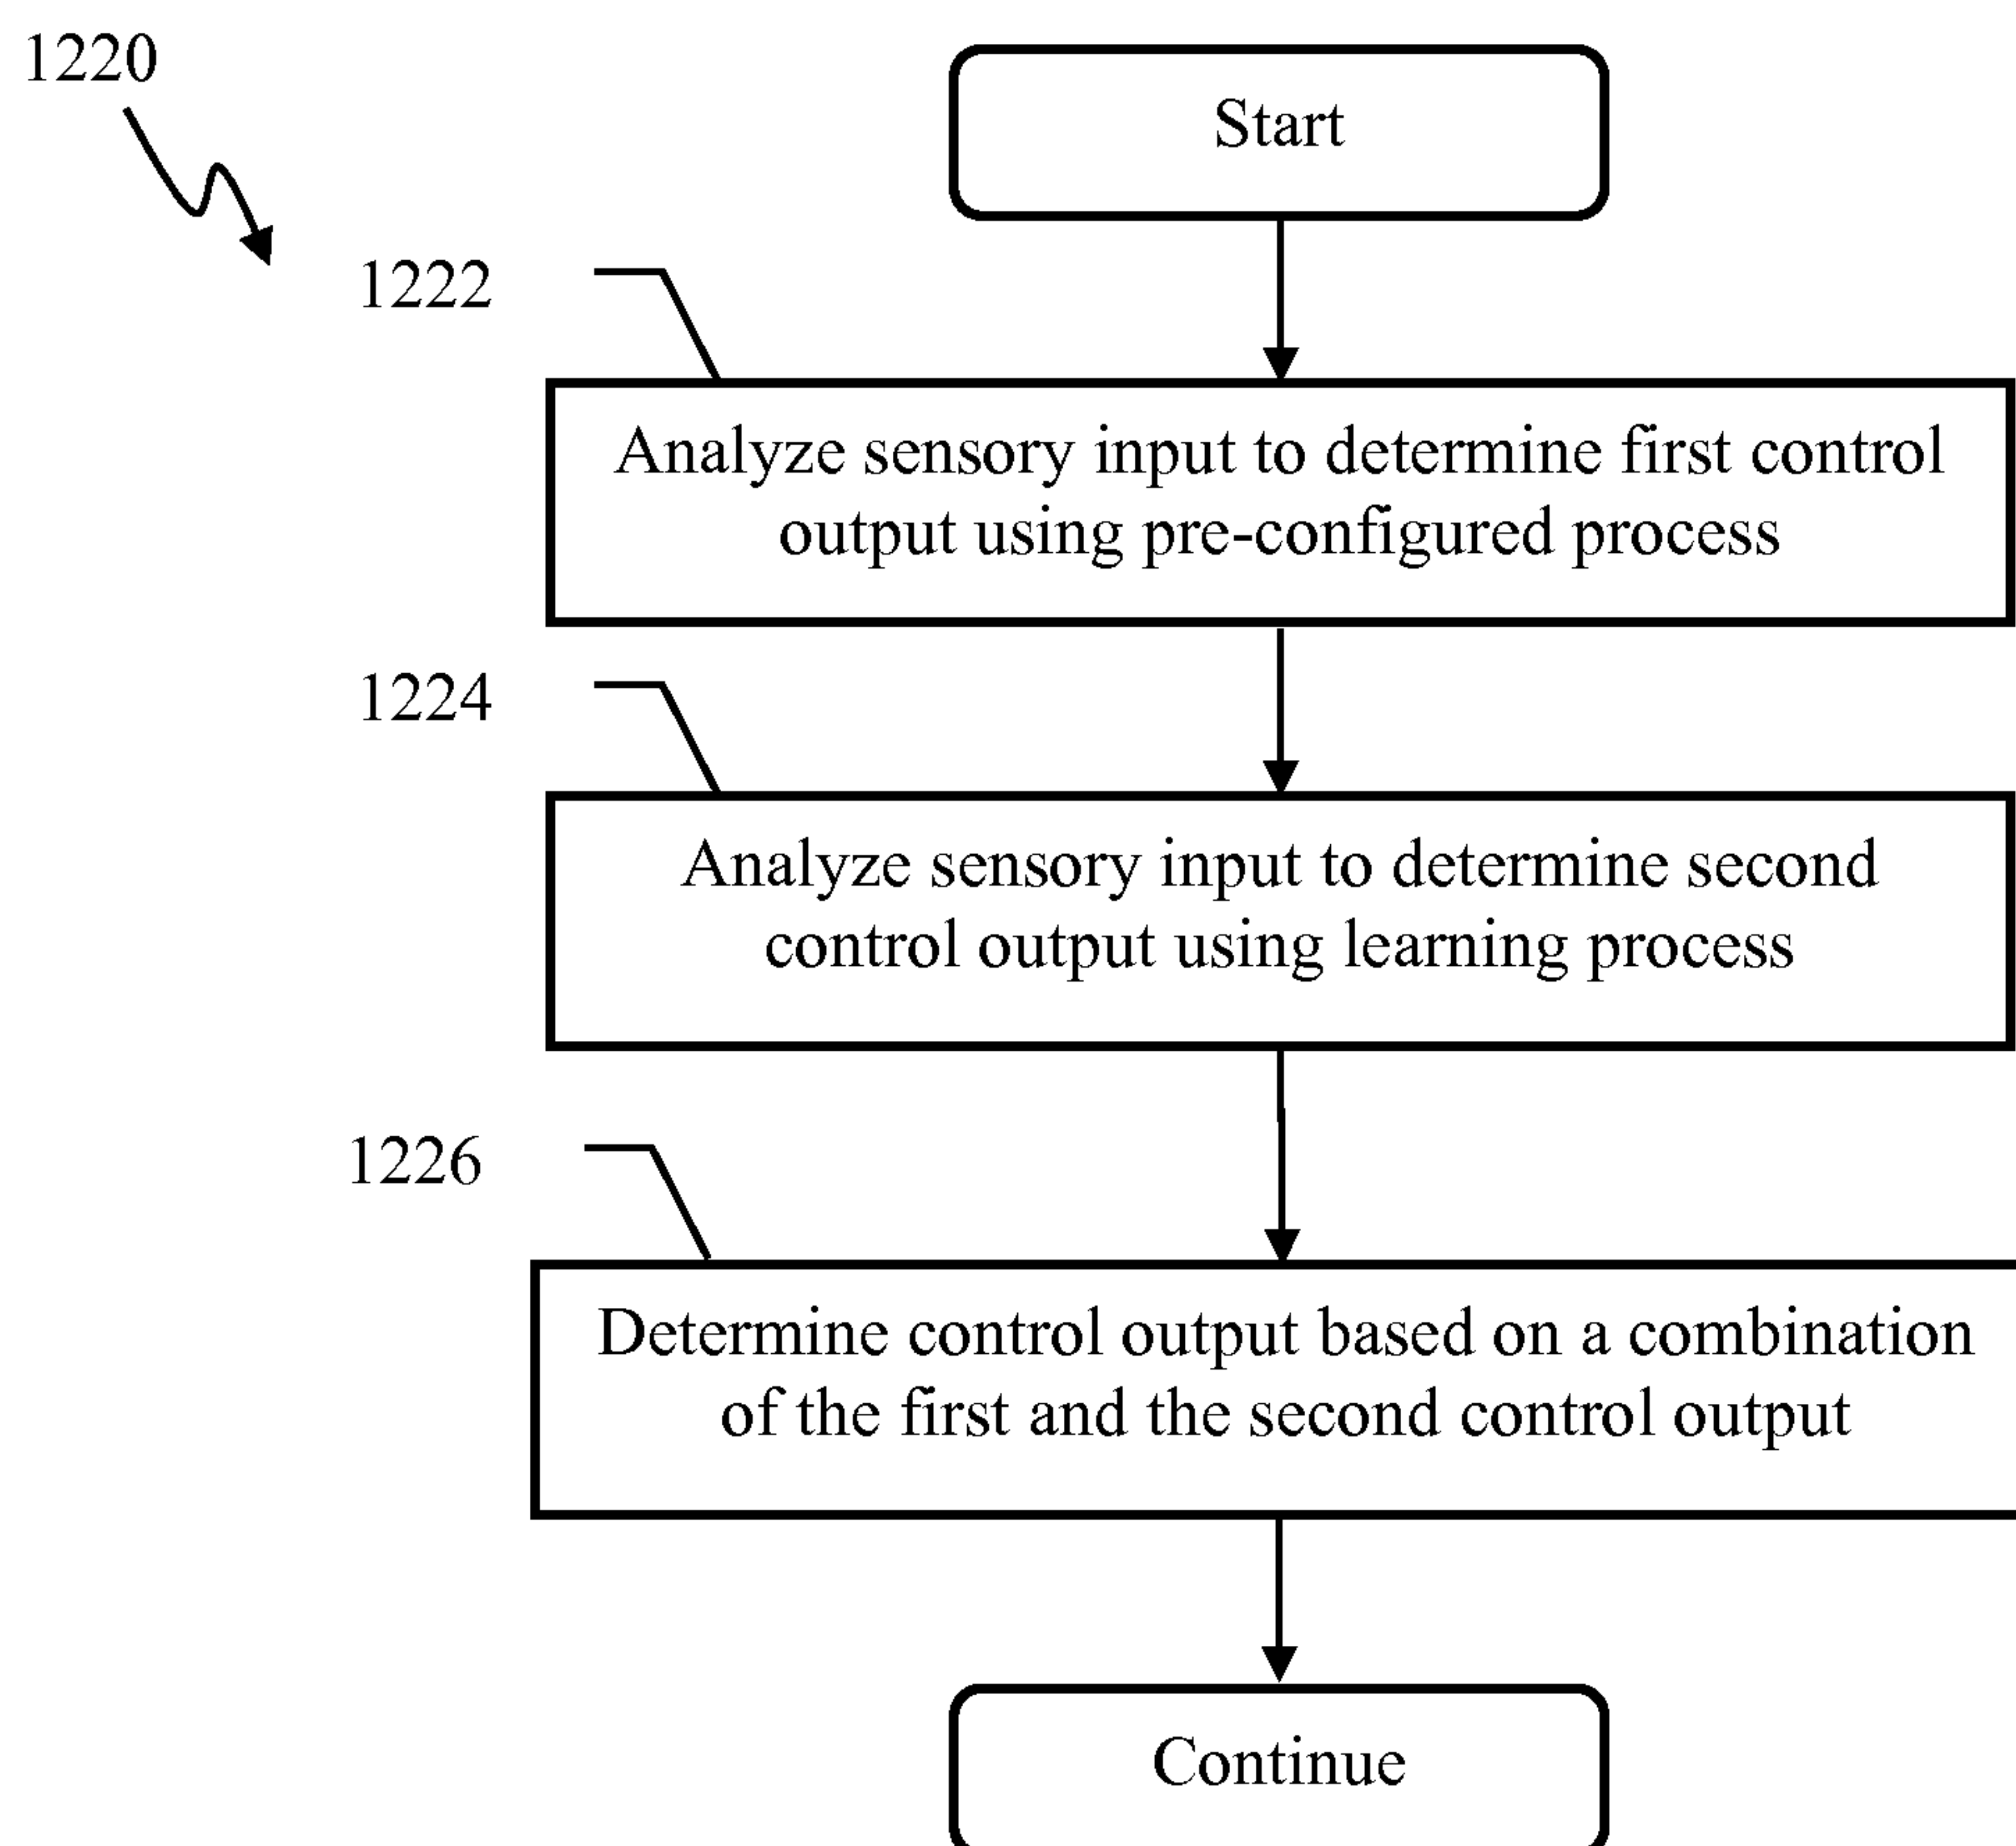 1220
Start
1222
Analyze sensory input to determine first control
output using pre-configured process
1224
Analyze sensory input to determine second
control output using learning process
1226
Determine control output based on a combination
of the first and the second control output
Continue